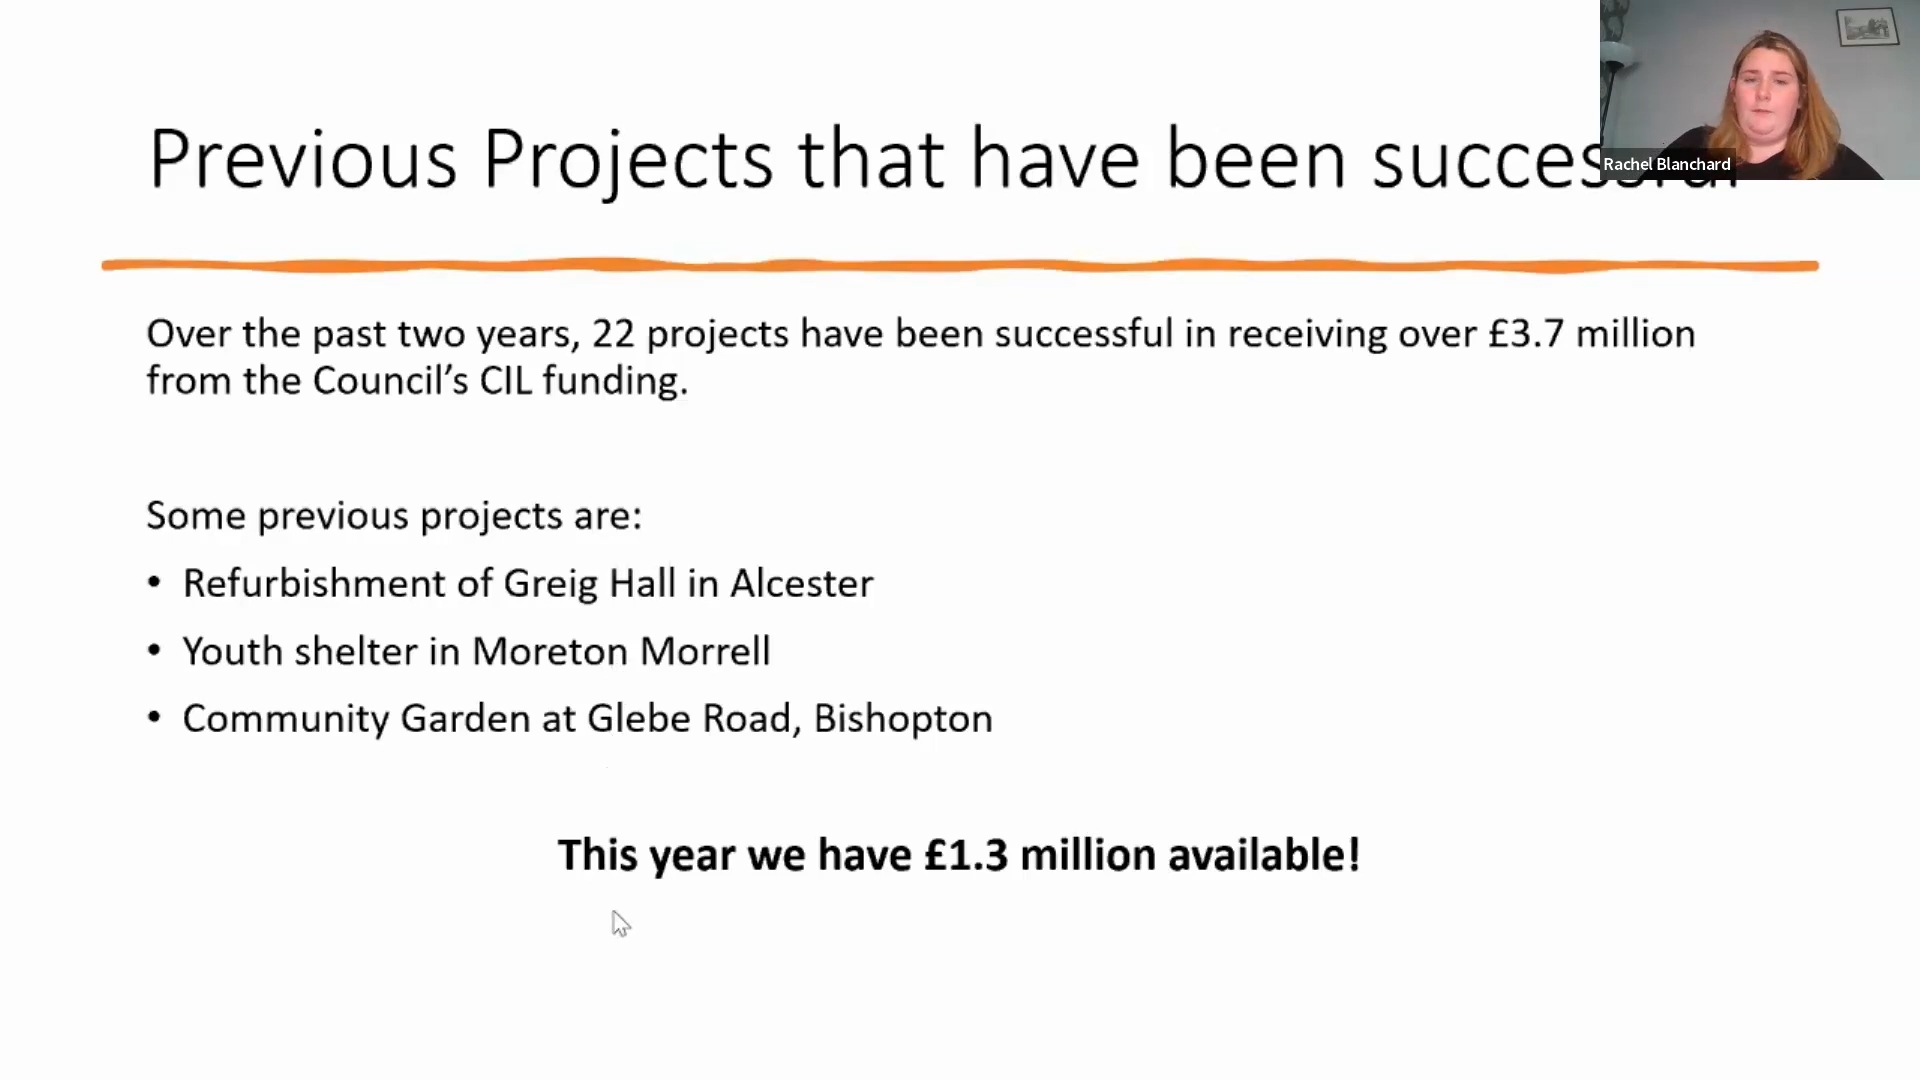 Previous Projects that have been successful
Rachel Blanchard
Over the past two years, 22 projects have been successful in receiving over £3.7 million
from the Council’s CIL funding.
Some previous projects are:
• Refurbishment of Greig Hall in Alcester
• Youth shelter in Moreton Morrell
• Community Garden at Glebe Road, Bishopton
This year we have £1.3 million available!